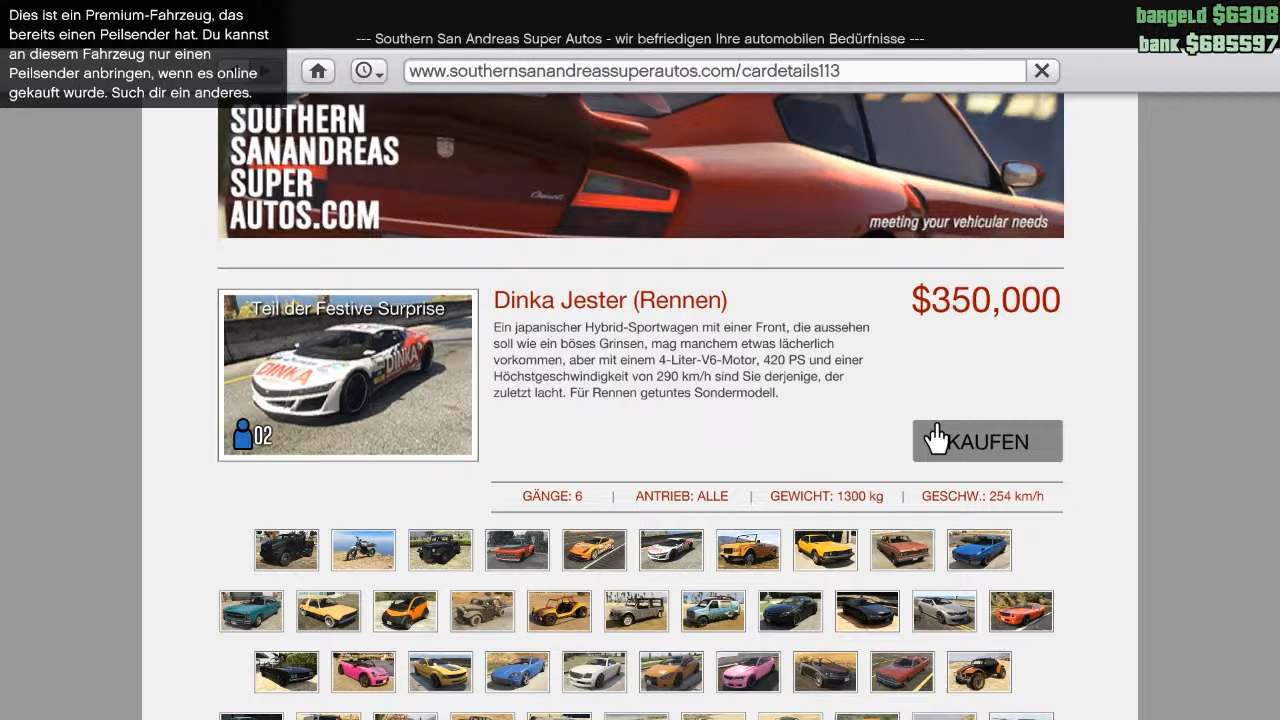 Dies ist ein Premium-Fahrzeug, das
bereits einen Peilsender hat. Du kannst
an diesem Fahrzeug nur einen
Peilsender anbringen, wenn es online
gekauft wurde. Such dir ein anderes.
--- Southern San Andreas Super Autos - wir befriedigen Ihre automobilen Bedürfnisse ---
bargeld $6308
bank $685597
www.southernsanandreassuperautos.com/cardetails113
SOUTHERN
SANANDREAS
SUPER
AUTOS.COM
meeting your vehicular needs
Teil der Festive Surprise
DINKA
DINKA
02
Dinka Jester (Rennen)
$350,000
Ein japanischer Hybrid-Sportwagen mit einer Front, die aussehen
soll wie ein böses Grinsen, mag manchem etwas lächerlich
vorkommen, aber mit einem 4-Liter-V6-Motor, 420 PS und einer
Höchstgeschwindigkeit von 290 km/h sind Sie derjenige, der
zuletzt lacht. Für Rennen getuntes Sondermodell.
KAUFEN
GÄNGE: 6 | ANTRIEB: ALLE | GEWICHT: 1300 kg | GESCHW.: 254 km/h